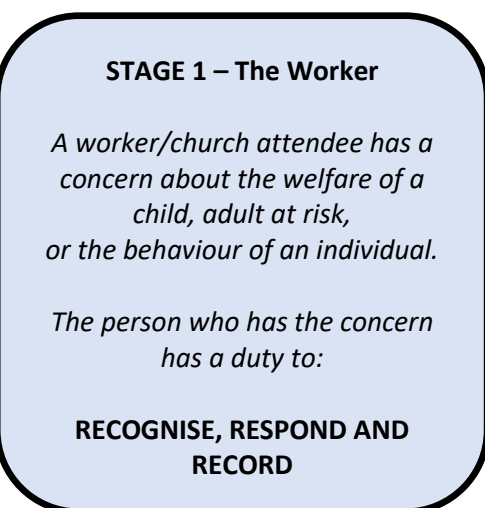 STAGE 1 – The Worker
A worker/church attendee has a
concern about the welfare of a
child, adult at risk,
or the behaviour of an individual.
The person who has the concern
has a duty to:
RECOGNISE, RESPOND AND
RECORD